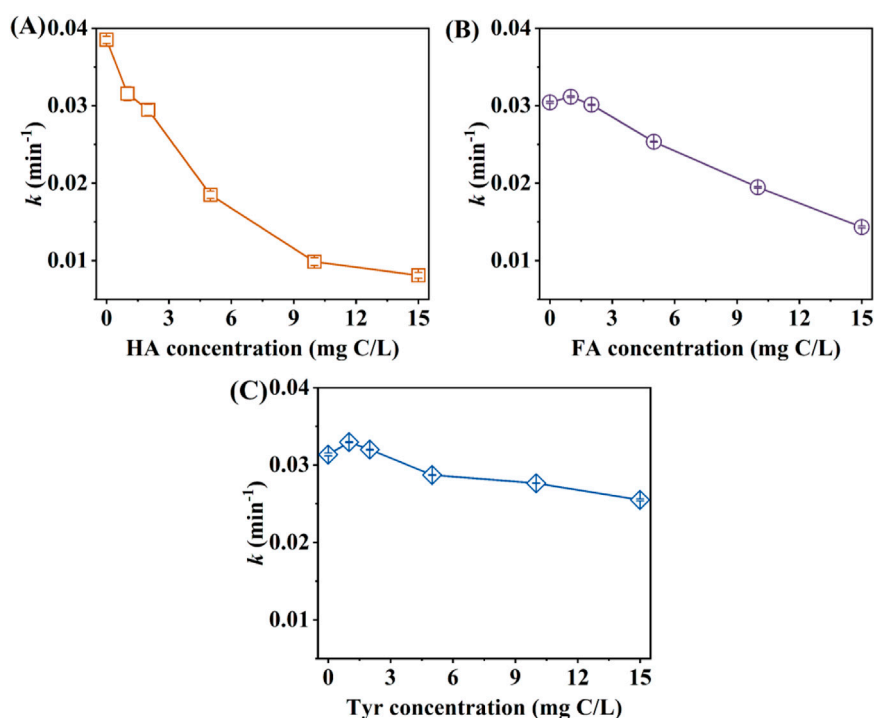 (A)
0.04
0.03
0.02
0.01
k (min⁻¹)
0 3 6 9 12 15
HA concentration (mg C/L)
(B)
0.04
0.03
0.02
0.01
k (min⁻¹)
0 3 6 9 12 15
FA concentration (mg C/L)
(C)
0.04
0.03
0.02
0.01
k (min⁻¹)
0 3 6 9 12 15
Tyr concentration (mg C/L)